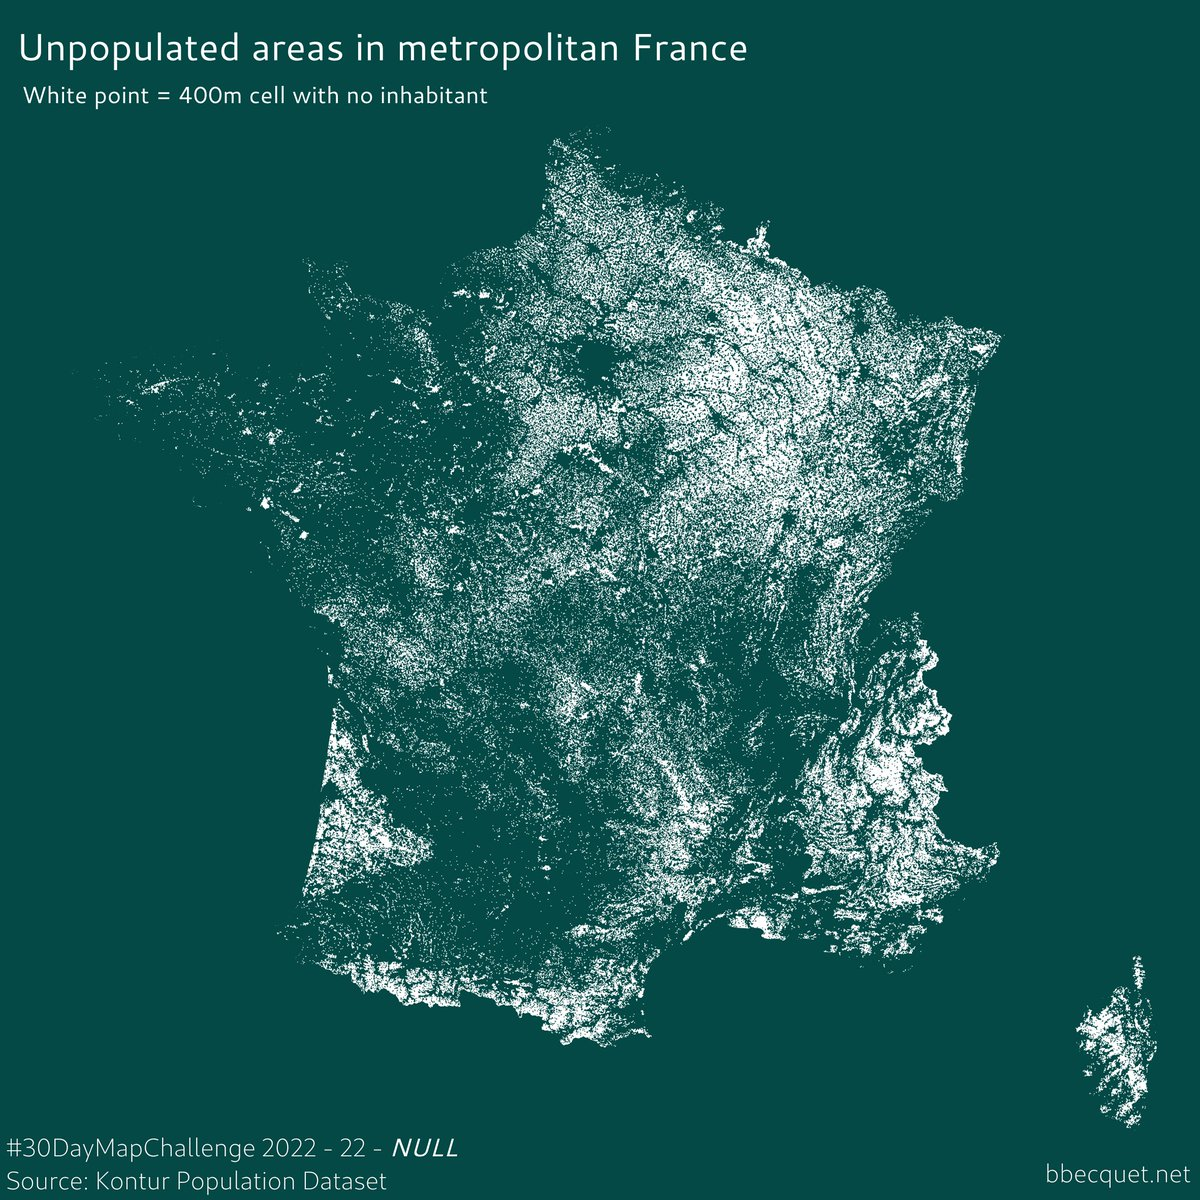 Unpopulated areas in metropolitan France
White point = 400m cell with no inhabitant
#30DayMapChallenge 2022 - 22 - NULL
Source: Kontur Population Dataset
bbecquet.net